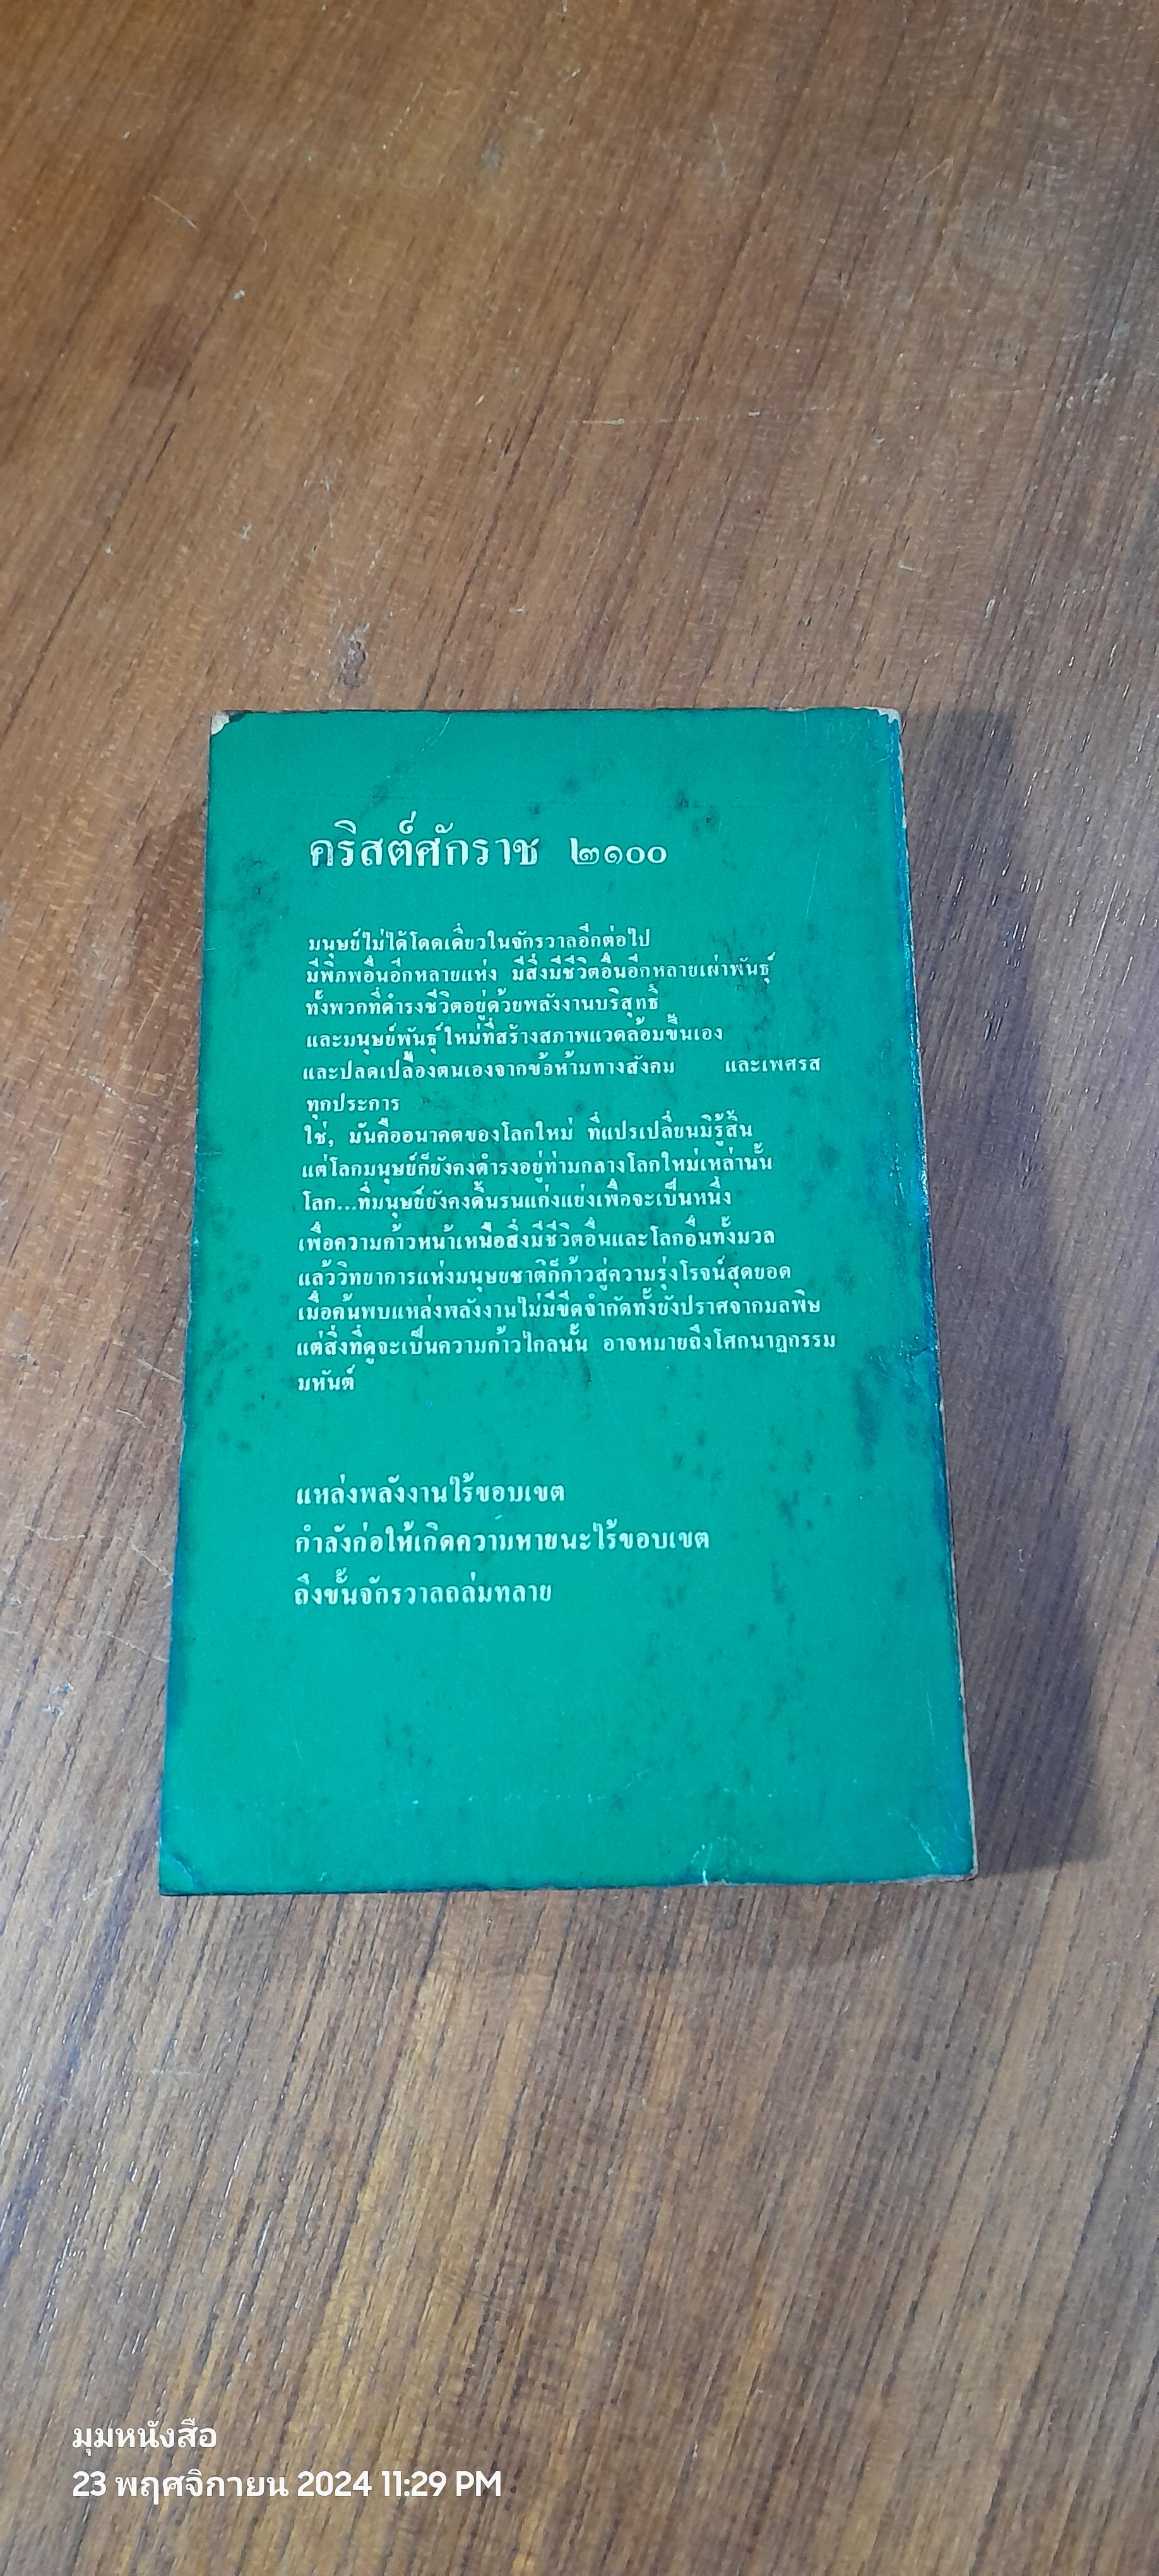 คริสต์ศักราช ๒๑๐๐
มนุษย์ไม่ได้โดดเดี่ยวในจักรวาลอีกต่อไป
มีพิภพอื่นอีกหลายแห่ง มีสิ่งมีชีวิตอื่นอีกหลายเผ่าพันธุ์
ทั้งพวกที่ดำรงชีวิตอยู่ด้วยพลังงานบริสุทธิ์
และมนุษย์พันธุ์ใหม่ที่สร้างสภาพแวดล้อมขึ้นเอง
และปลดเปลื้องตนเองจากข้อห้ามทางสังคม และเพศรส
ทุกประการ
ใช่, มันคืออนาคตของโลกใหม่ ที่แปรเปลี่ยนมิรู้สิ้น
แต่โลกมนุษย์ก็ยังคงดำรงอยู่ท่ามกลางโลกใหม่เหล่านั้น
โลก...ที่มนุษย์ยังคงดิ้นรนแก่งแย่งเพื่อจะเป็นหนึ่ง
เพื่อความก้าวหน้าเหนือสิ่งมีชีวิตอื่นและโลกอื่นทั้งมวล
แล้ววิทยาการแห่งมนุษยชาติก็ก้าวสู่ความรุ่งโรจน์สุดยอด
เมื่อค้นพบแหล่งพลังงานไม่มีขีดจำกัดทั้งยังปราศจากมลพิษ
แต่สิ่งที่ดูจะเป็นความก้าวไกลนั้น อาจหมายถึงโศกนาฏกรรม
มหันต์
แหล่งพลังงานไร้ขอบเขต
กำลังก่อให้เกิดความหายนะไร้ขอบเขต
ถึงขั้นจักรวาลถล่มทลาย
มุมหนังสือ
23 พฤศจิกายน 2024 11:29 PM